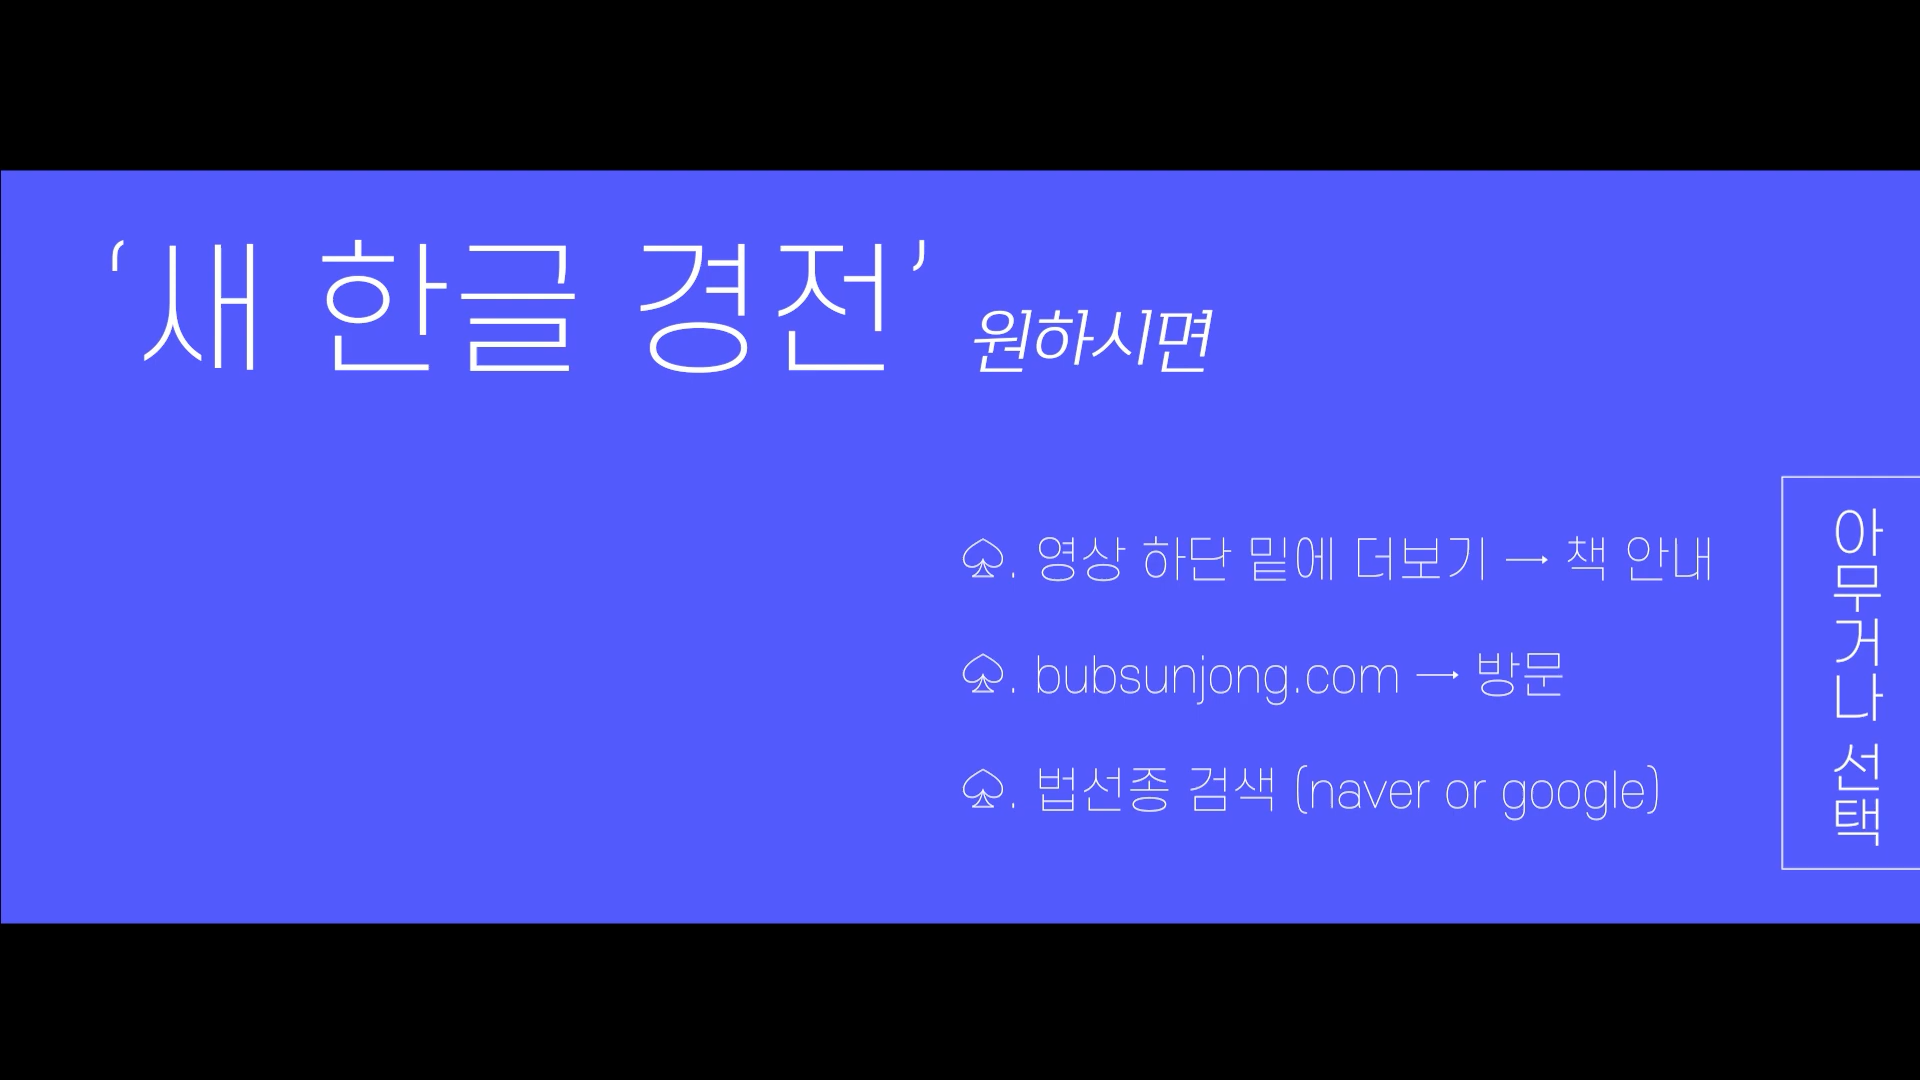 ‘새 한글 경전’ 원하시면
♤. 영상 하단 밑에 더보기 → 책 안내
♤. bubsunjong.com → 방문
♤. 법선종 검색 (naver or google)
아무거나 선택